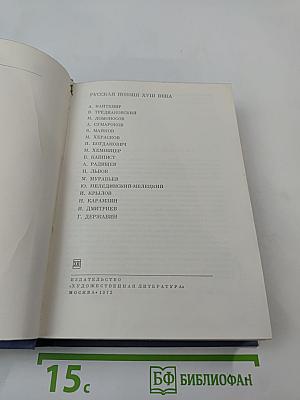 РУССКАЯ ПОЭЗИЯ XVIII ВЕКА
А. КАНТЕМИР
В. ТРЕДИАКОВСКИЙ
М. ЛОМОНОСОВ
А. СУМАРОКОВ
В. МАЙКОВ
М. ХЕРАСКОВ
И. БОГДАНОВИЧ
И. ХЕМНИЦЕР
В. КАПНИСТ
А. РАДИЩЕВ
Н. ЛЬВОВ
М. МУРАВЬЕВ
Ю. НЕЛЕДИНСКИЙ-МЕЛЕЦКИЙ
И. КРЫЛОВ
Н. КАРАМЗИН
И. ДМИТРИЕВ
Г. ДЕРЖАВИН
ИЗДАТЕЛЬСТВО
«ХУДОЖЕСТВЕННАЯ ЛИТЕРАТУРА»
МОСКВА • 1972
15 с
БФ БИБЛИОФАН